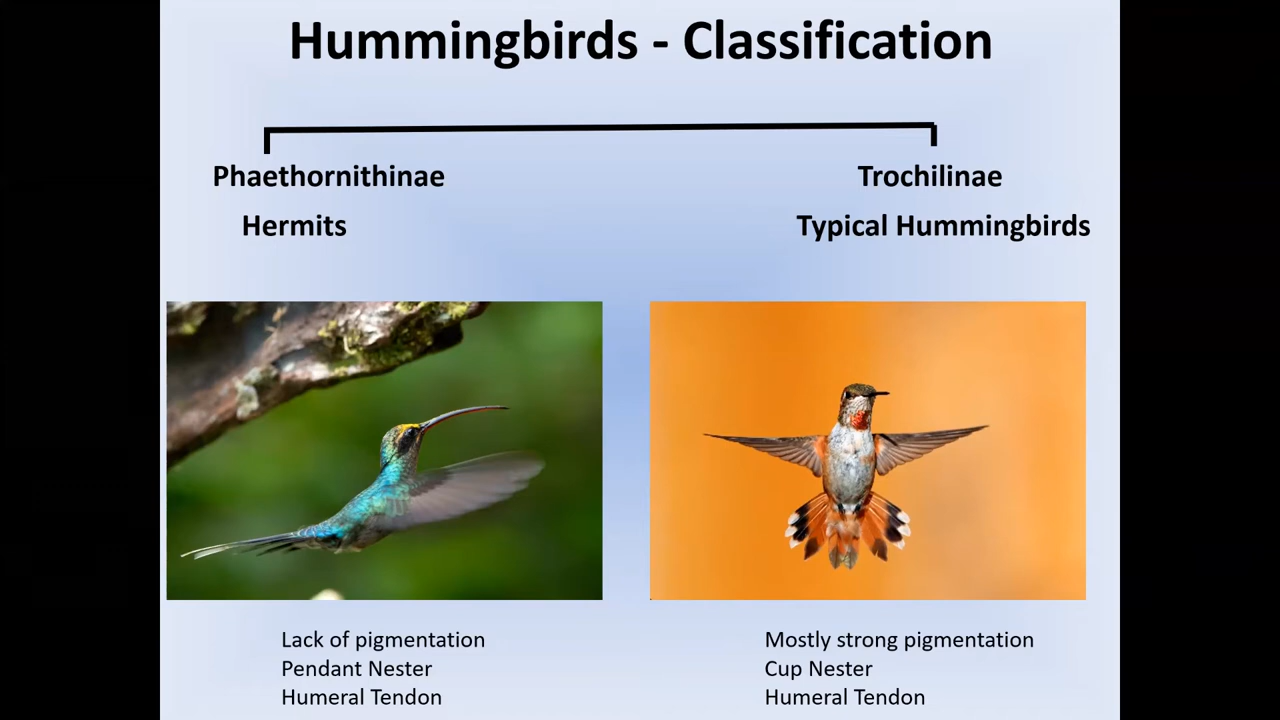 Hummingbirds - Classification
Phaethornithinae
Hermits
Trochilinae
Typical Hummingbirds
Lack of pigmentation
Pendant Nester
Humeral Tendon
Mostly strong pigmentation
Cup Nester
Humeral Tendon